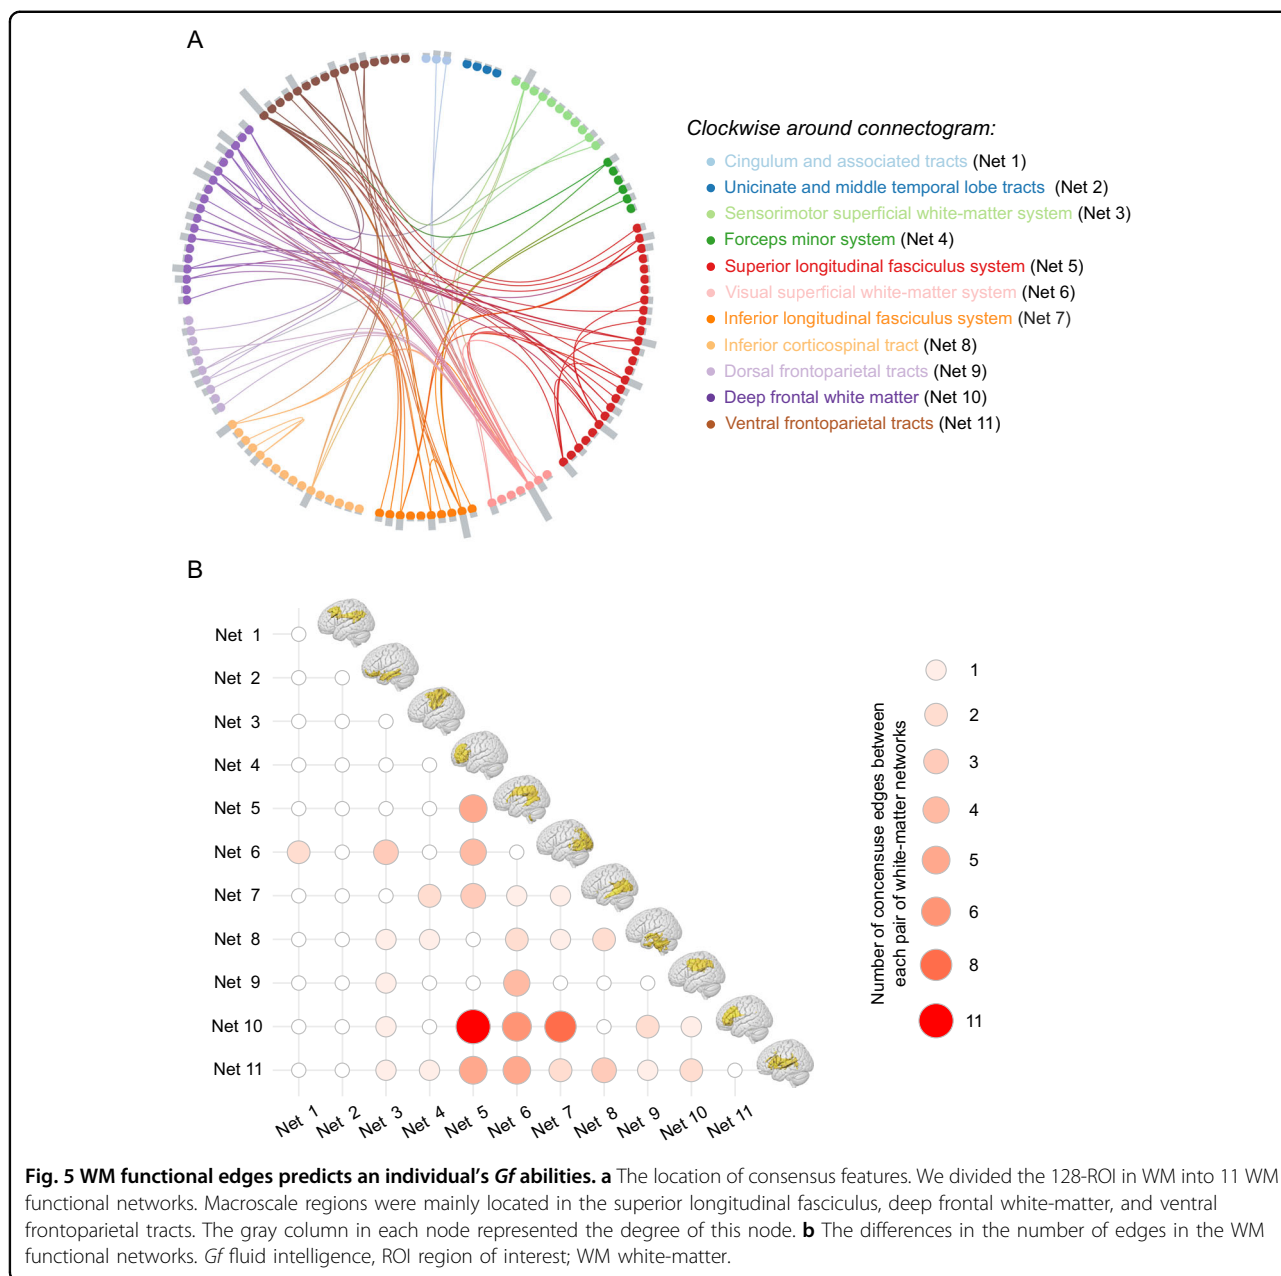 A
Clockwise around connectogram:
Cingulum and associated tracts (Net 1)
Unicinate and middle temporal lobe tracts (Net 2)
Sensorimotor superficial white-matter system (Net 3)
Forceps minor system (Net 4)
Superior longitudinal fasciculus system (Net 5)
Visual superficial white-matter system (Net 6)
Inferior longitudinal fasciculus system (Net 7)
Inferior corticospinal tract (Net 8)
Dorsal frontoparietal tracts (Net 9)
Deep frontal white matter (Net 10)
Ventral frontoparietal tracts (Net 11)
B
Net 1
Net 2
Net 3
Net 4
Net 5
Net 6
Net 7
Net 8
Net 9
Net 10
Net 11
Net 1
Net 2
Net 3
Net 4
Net 5
Net 6
Net 7
Net 8
Net 9
Net 10
Net 11
Number of concensuse edges between
each pair of white-matter networks
1
2
3
4
5
6
8
11
Fig. 5 WM functional edges predicts an individual's Gf abilities. a The location of consensus features. We divided the 128-ROI in WM into 11 WM
functional networks. Macroscale regions were mainly located in the superior longitudinal fasciculus, deep frontal white-matter, and ventral
frontoparietal tracts. The gray column in each node represented the degree of this node. b The differences in the number of edges in the WM
functional networks. Gf fluid intelligence, ROI region of interest; WM white-matter.